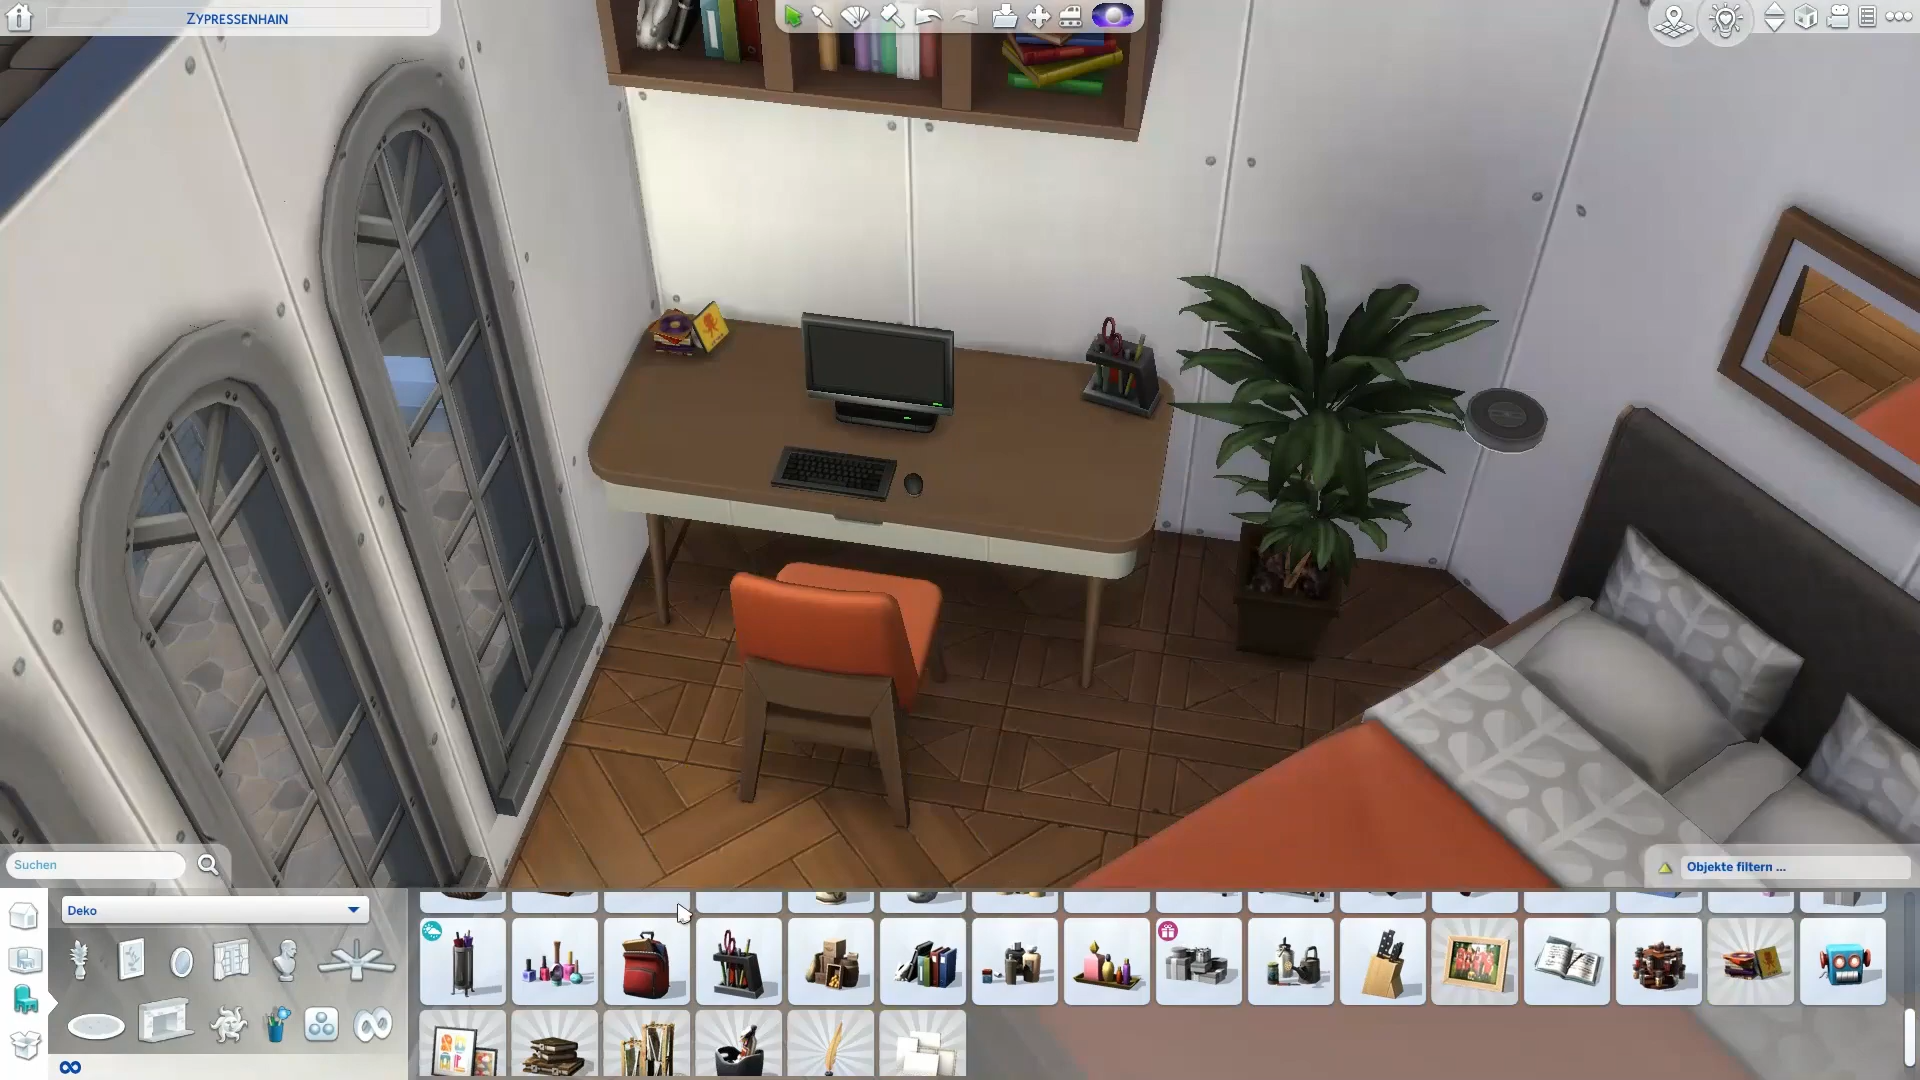 ZYPRESSENHAIN
Suchen
Objekte filtern ...
Deko